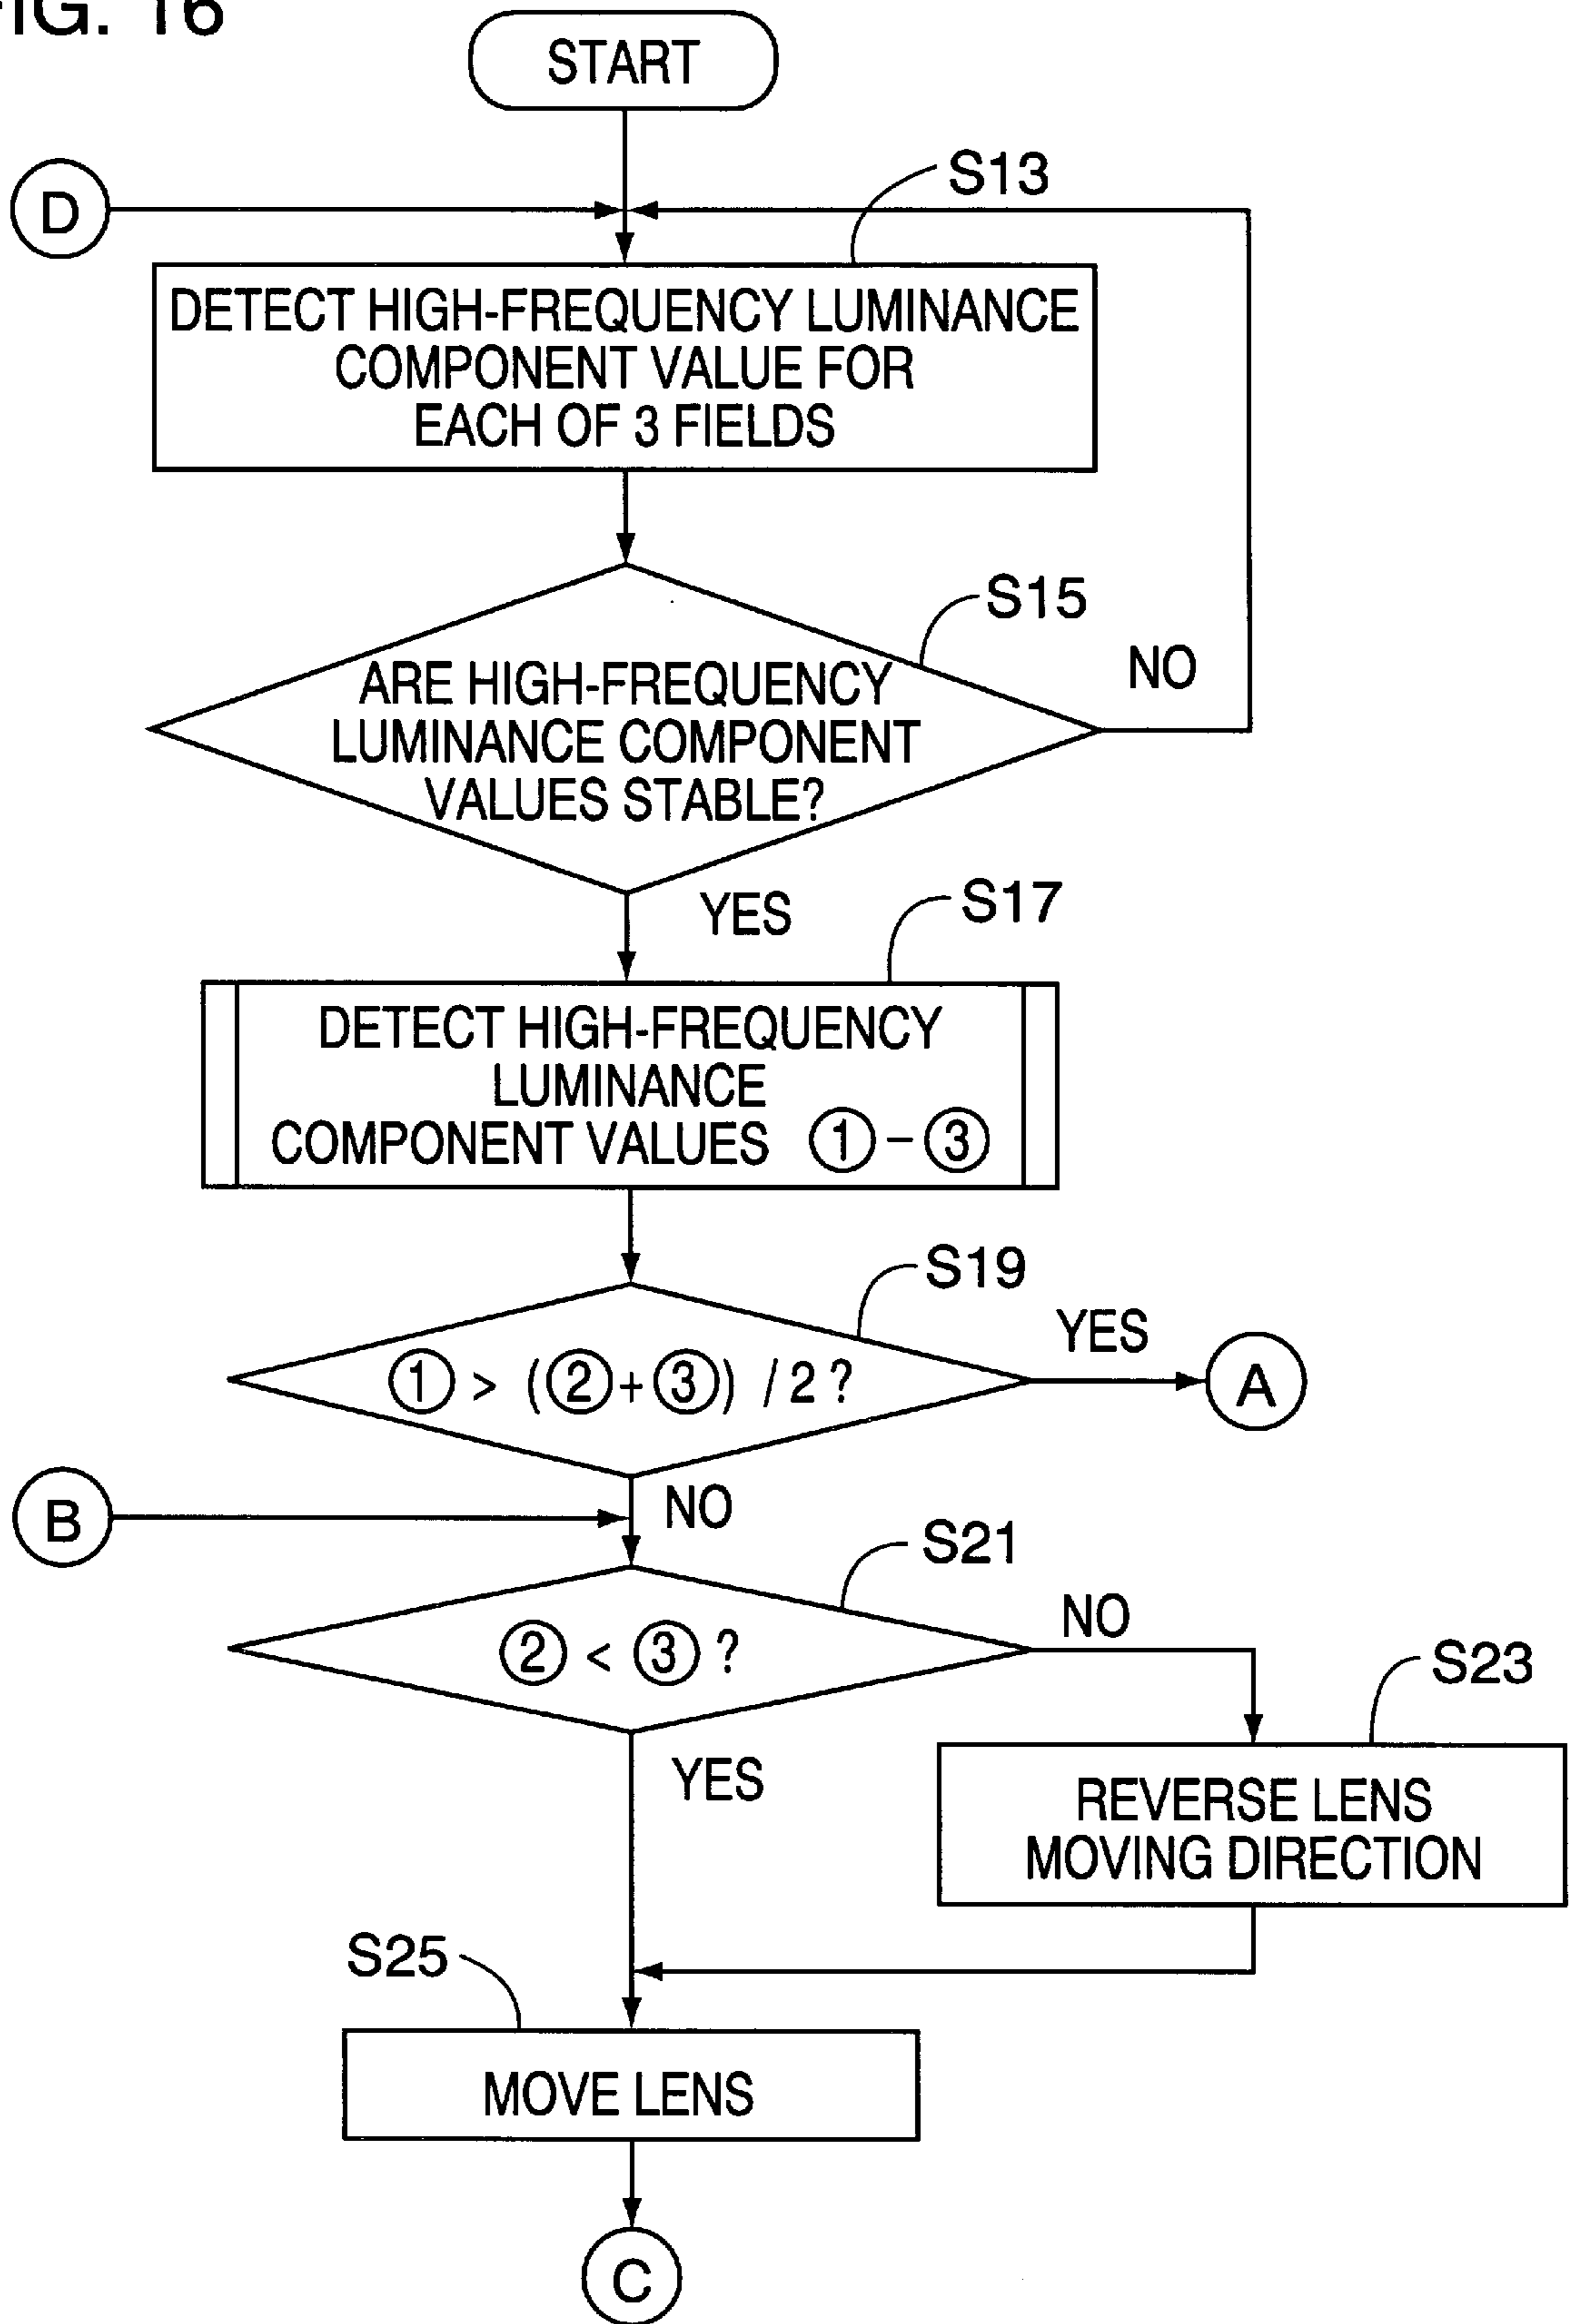 FIG. 16
START
D
S13
DETECT HIGH-FREQUENCY LUMINANCE
COMPONENT VALUE FOR
EACH OF 3 FIELDS
S15
NO
ARE HIGH-FREQUENCY
LUMINANCE COMPONENT
VALUES STABLE?
YES
S17
DETECT HIGH-FREQUENCY
LUMINANCE
COMPONENT VALUES ① - ③
S19
YES
① > (② + ③) / 2 ?
A
B
NO
S21
NO
② < ③ ?
S23
YES
REVERSE LENS
MOVING DIRECTION
S25
MOVE LENS
C